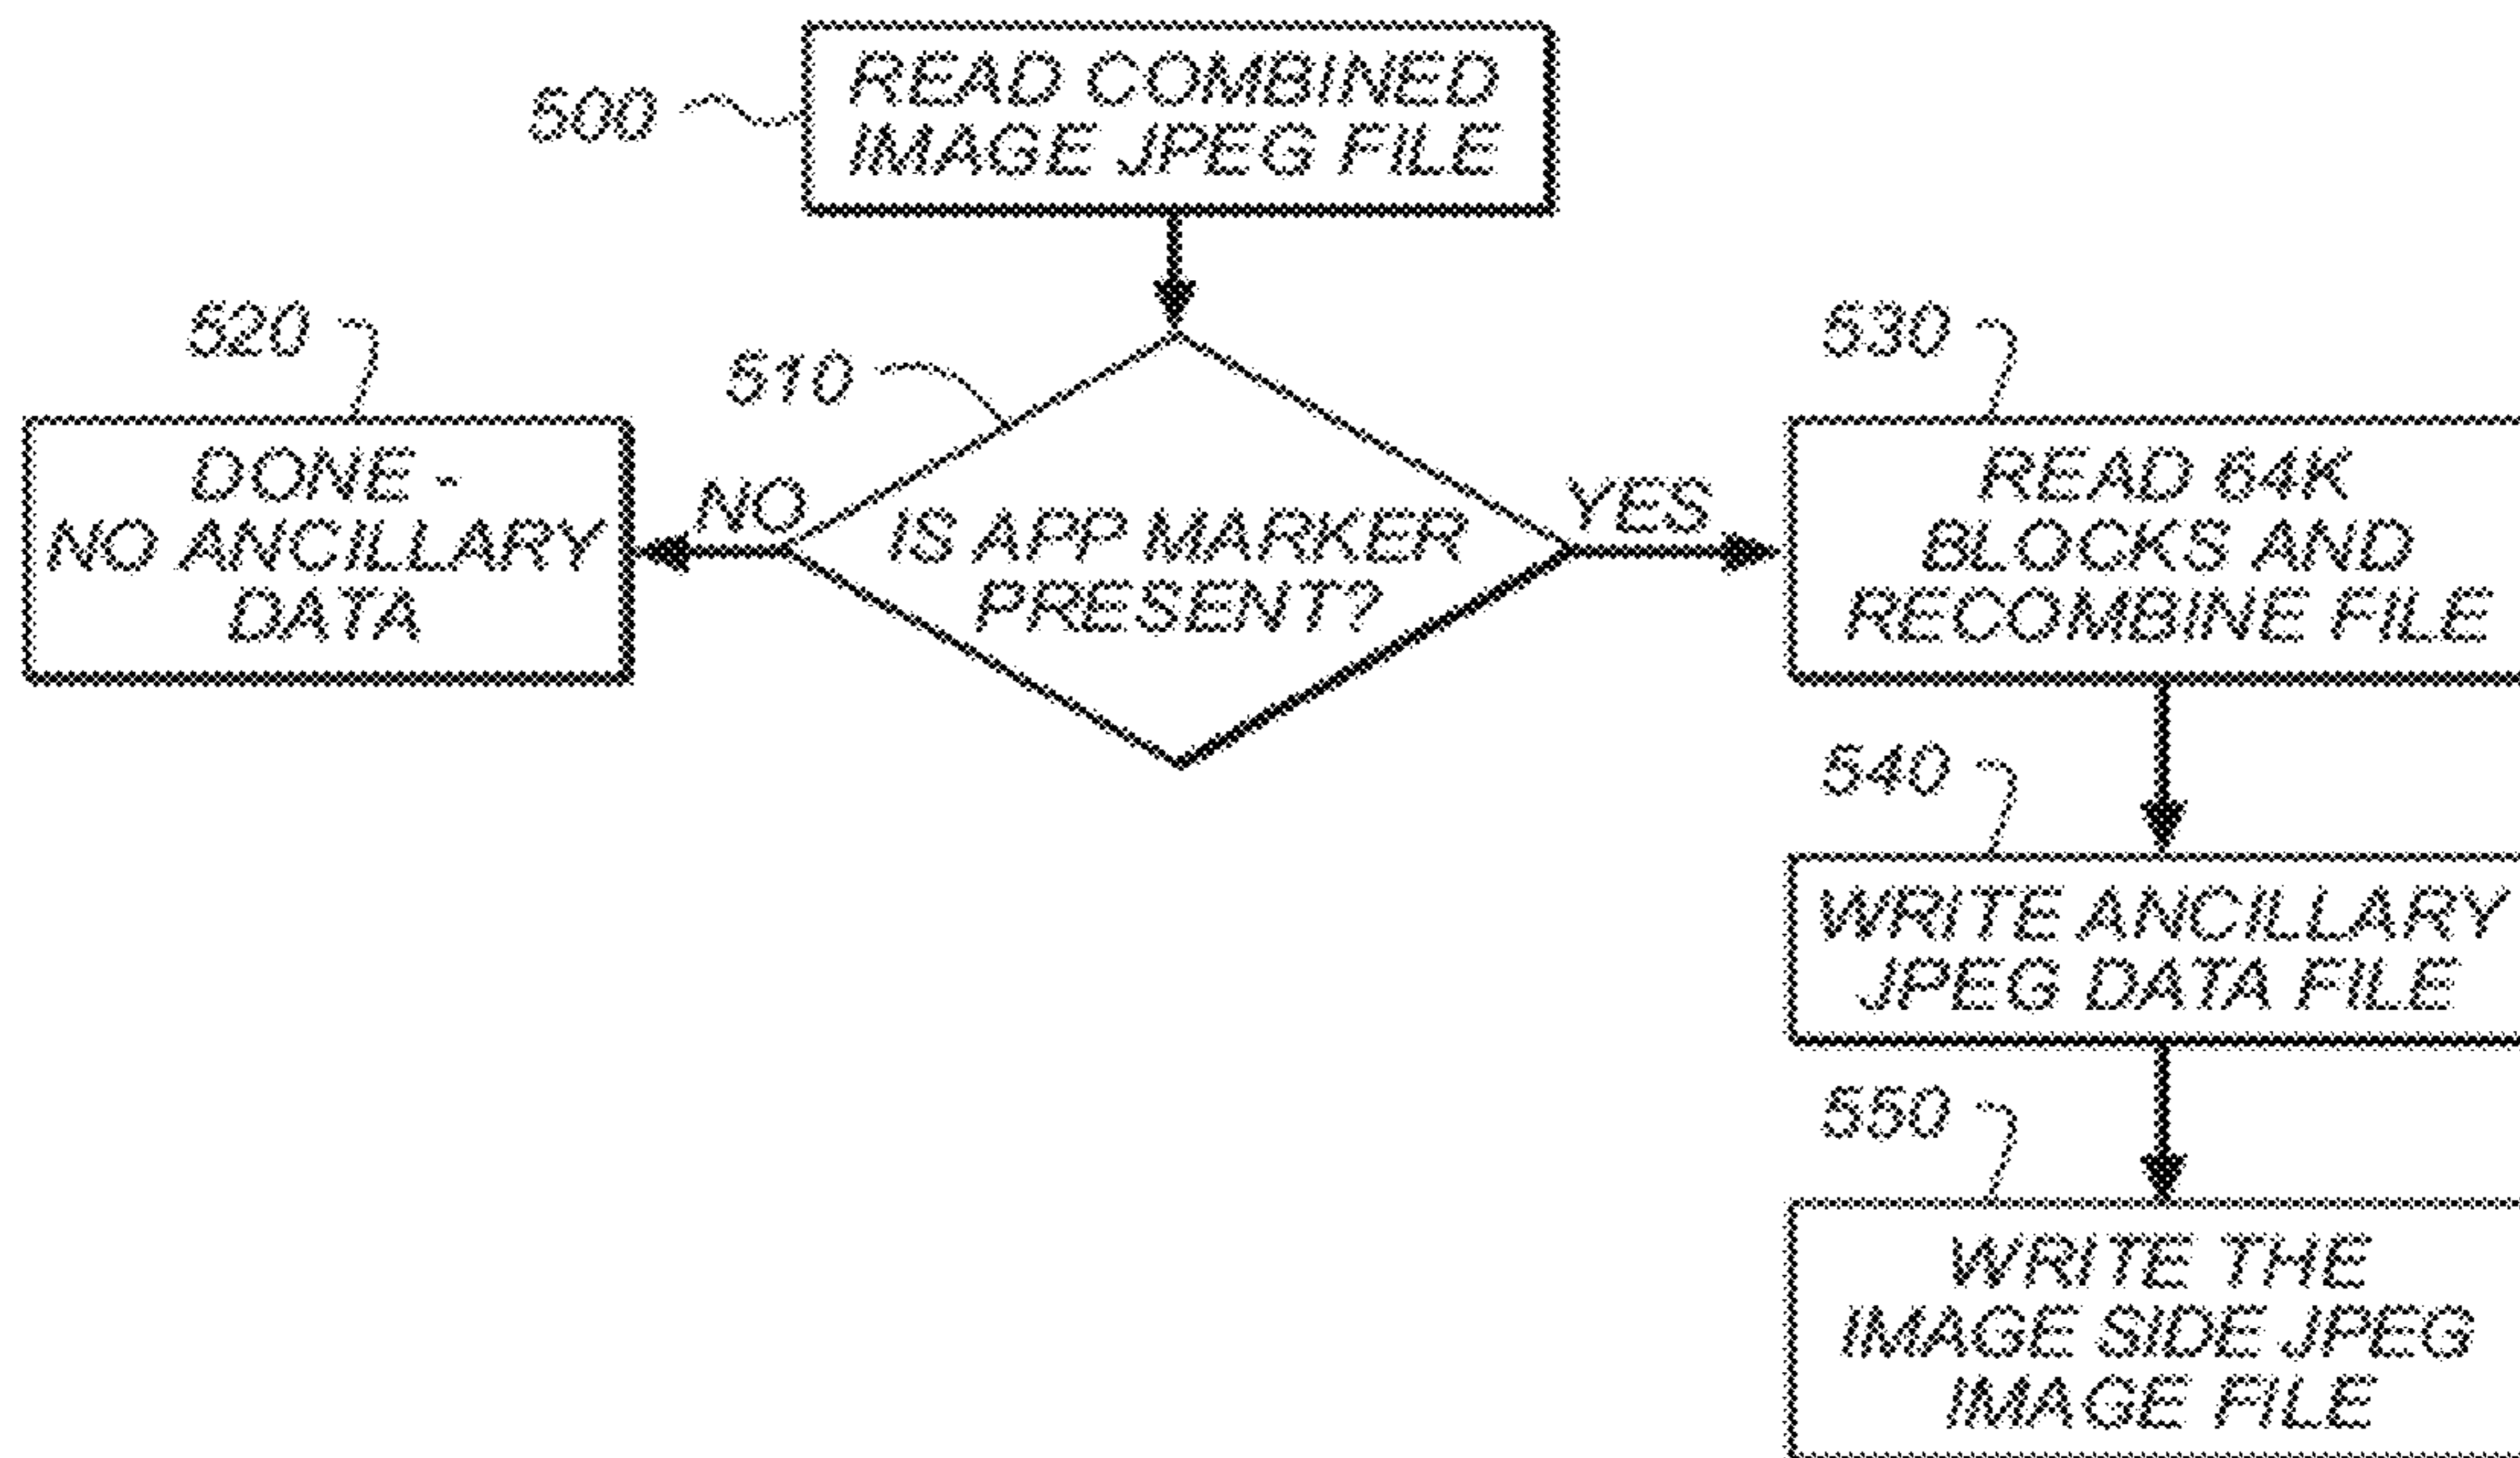 500
READ COMBINED
IMAGE JPEG FILE
510
IS APP MARKER
PRESENT?
NO
520
DONE -
NO ANCILLARY
DATA
YES
530
READ 64K
BLOCKS AND
RECOMBINE FILE
540
WRITE ANCILLARY
JPEG DATA FILE
550
WRITE THE
IMAGE SIDE JPEG
IMAGE FILE